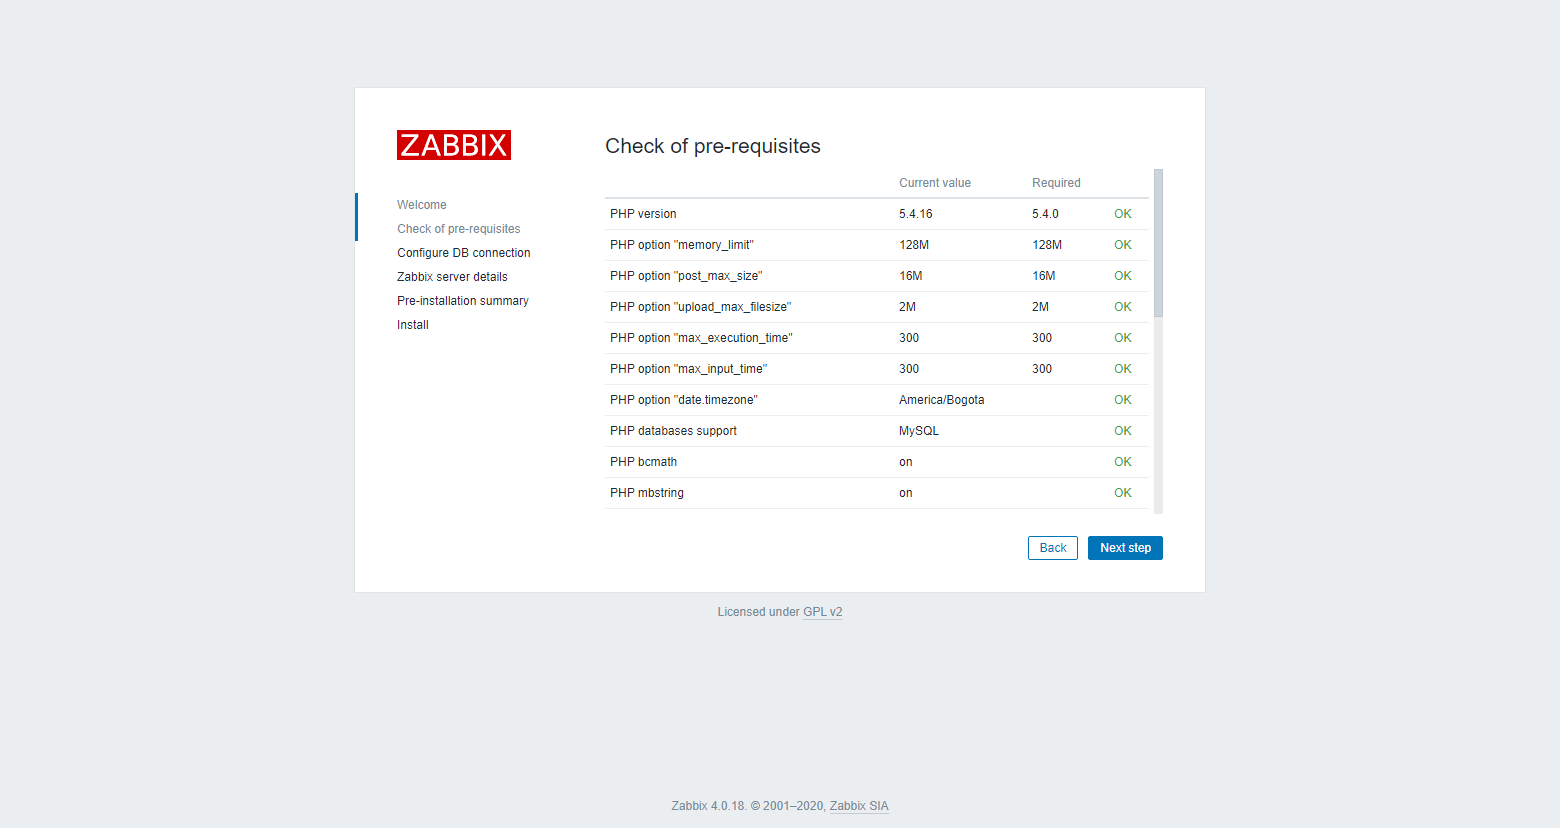 ZABBIX
Welcome
Check of pre-requisites
Configure DB connection
Zabbix server details
Pre-installation summary
Install
Check of pre-requisites
Current value Required
PHP version 5.4.16 5.4.0 OK
PHP option "memory_limit" 128M 128M OK
PHP option "post_max_size" 16M 16M OK
PHP option "upload_max_filesize" 2M 2M OK
PHP option "max_execution_time" 300 300 OK
PHP option "max_input_time" 300 300 OK
PHP option "date.timezone" America/Bogota OK
PHP databases support MySQL OK
PHP bcmath on OK
PHP mbstring on OK
Back Next step
Licensed under GPL v2
Zabbix 4.0.18. © 2001–2020, Zabbix SIA